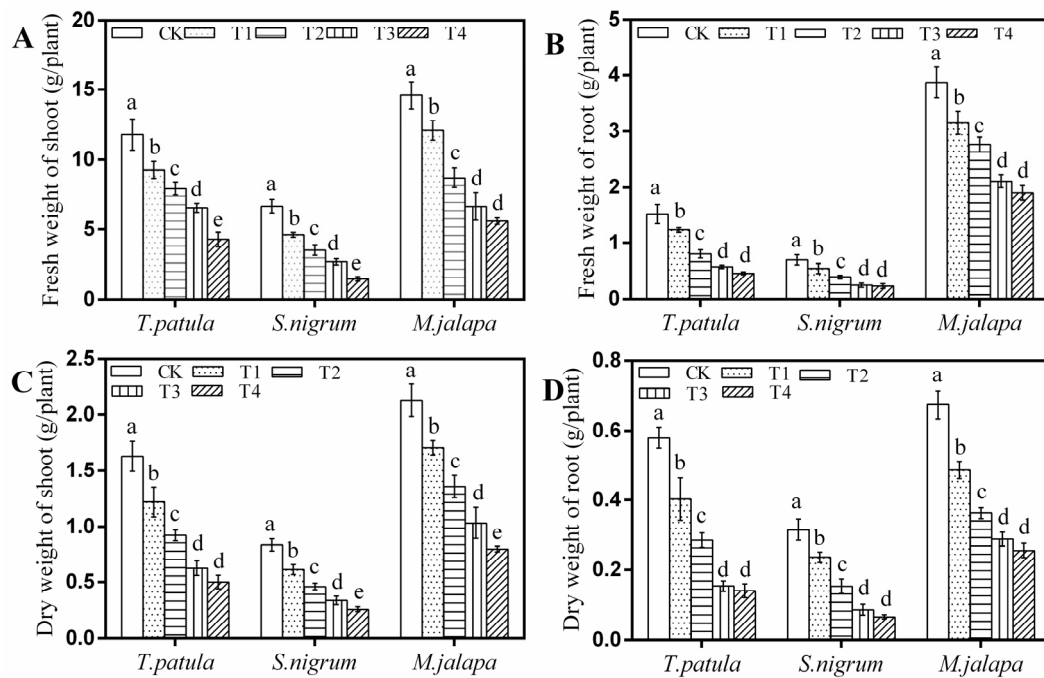 A
Fresh weight of shoot (g/plant)
20
15
10
5
0
CK T1 T2 T3 T4
a b c d e
a b c d e
a b c d d
T.patula S.nigrum M.jalapa
B
Fresh weight of root (g/plant)
5
4
3
2
1
0
CK T1 T2 T3 T4
a b c d d
a b c d d
a b c d d
T.patula S.nigrum M.jalapa
C
Dry weight of shoot (g/plant)
2.5
2.0
1.5
1.0
0.5
0.0
CK T1 T2
T3 T4
a b c d d
a b c d e
a b c d e
T.patula S.nigrum M.jalapa
D
Dry weight of root (g/plant)
0.8
0.6
0.4
0.2
0.0
CK T1 T2
T3 T4
a b c d d
a b c d d
a b c d d
T.patula S.nigrum M.jalapa